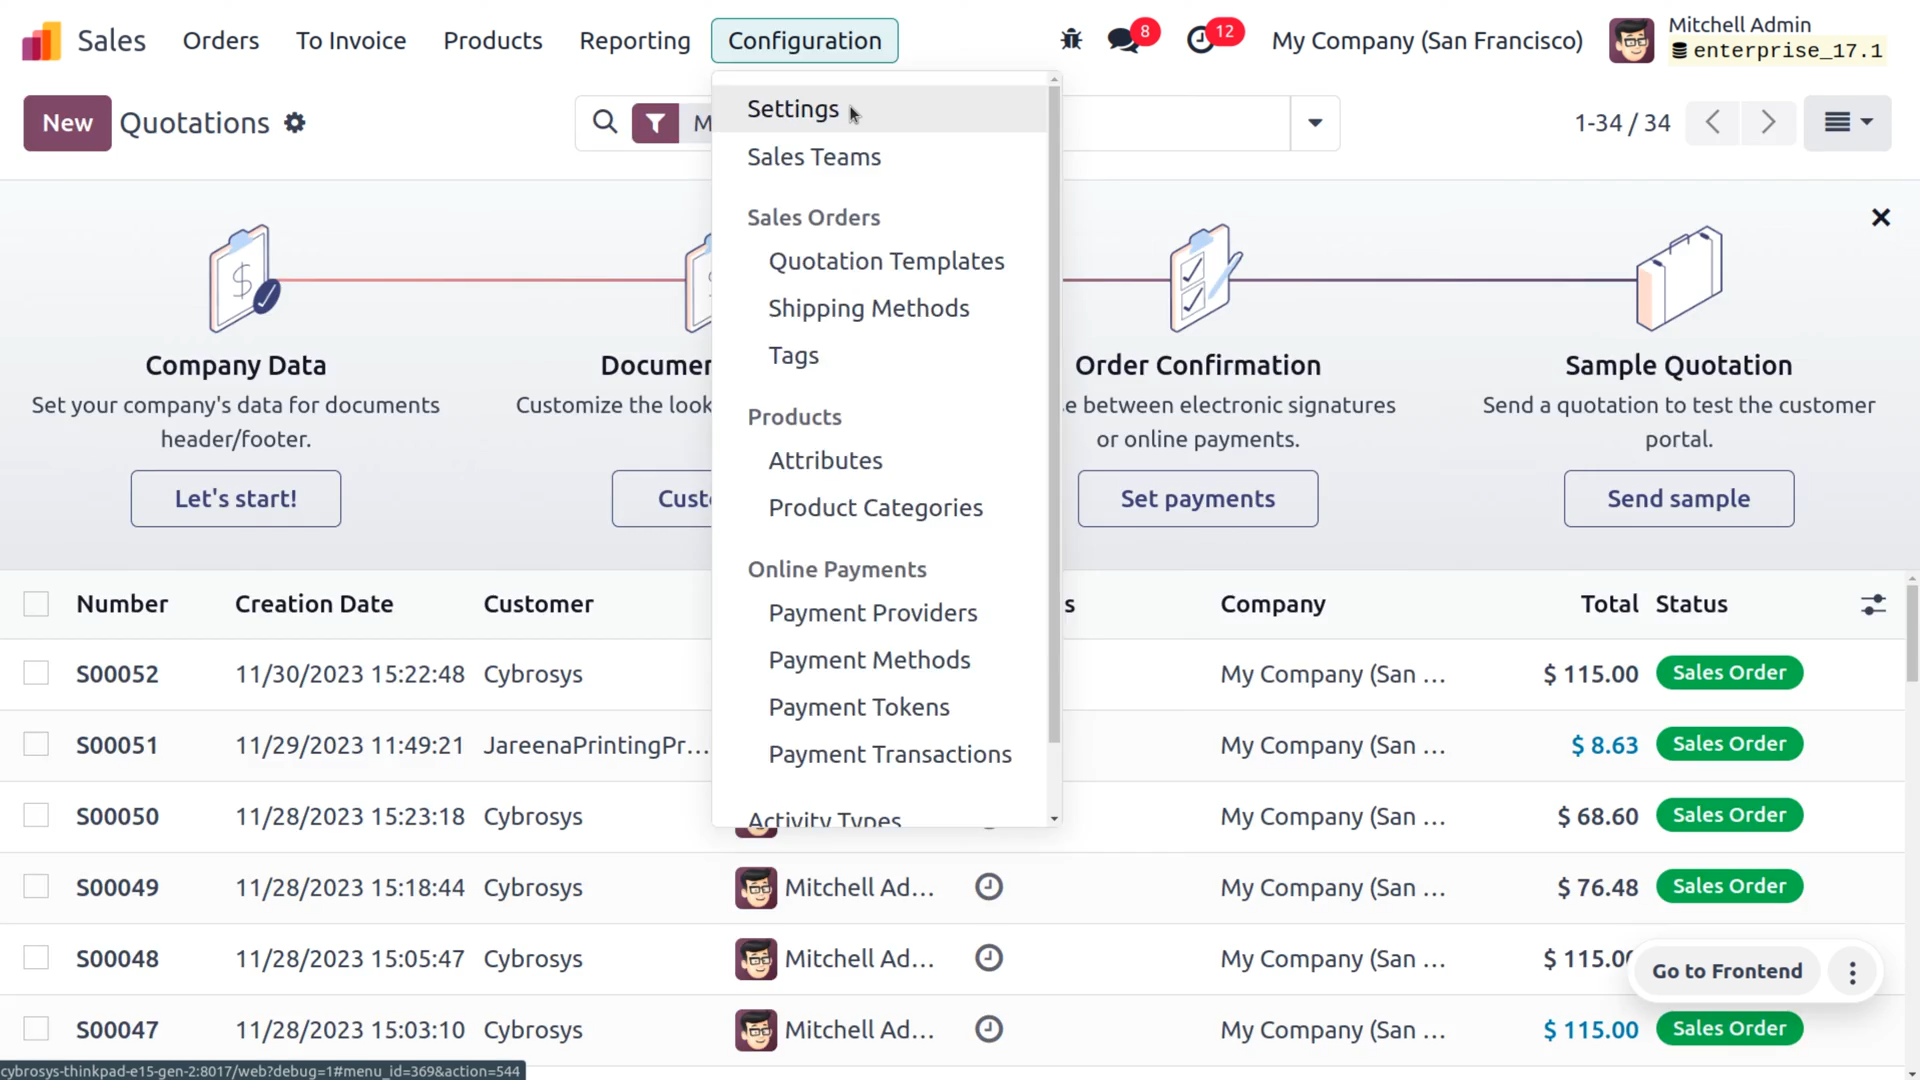 Sales Orders To Invoice Products Reporting Configuration 8 12 My Company (San Francisco) Mitchell Admin
enterprise_17.1
New Quotations M 1-34 / 34
Settings
Sales Teams
Sales Orders
Quotation Templates
Shipping Methods
Tags
Products
Attributes
Product Categories
Online Payments
Payment Providers
Payment Methods
Payment Tokens
Payment Transactions
Activity Types
Company Data
Set your company's data for documents
header/footer.
Let's start!
Documen
Customize the look
Cust
Order Confirmation
e between electronic signatures
or online payments.
Set payments
Sample Quotation
Send a quotation to test the customer
portal.
Send sample
Number Creation Date Customer s Company Total Status
S00052 11/30/2023 15:22:48 Cybrosys My Company (San ... $ 115.00 Sales Order
S00051 11/29/2023 11:49:21 JareenaPrintingPr... My Company (San ... $ 8.63 Sales Order
S00050 11/28/2023 15:23:18 Cybrosys My Company (San ... $ 68.60 Sales Order
S00049 11/28/2023 15:18:44 Cybrosys Mitchell Ad... My Company (San ... $ 76.48 Sales Order
S00048 11/28/2023 15:05:47 Cybrosys Mitchell Ad... My Company (San ... $ 115.00
Go to Frontend
S00047 11/28/2023 15:03:10 Cybrosys Mitchell Ad... My Company (San ... $ 115.00 Sales Order
cybrosys-thinkpad-e15-gen-2:8017/web?debug=1#menu_id=369&action=544